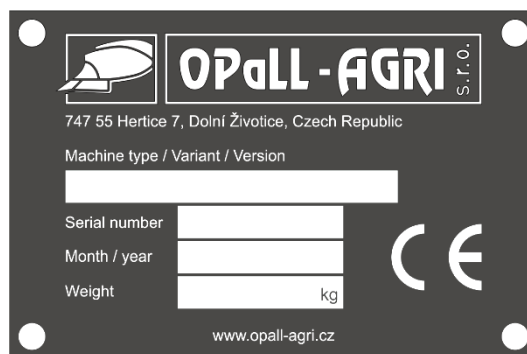 OPaLL - AGRI s.r.o.
747 55 Hertice 7, Dolní Životice, Czech Republic
Machine type / Variant / Version
Serial number
Month / year
Weight kg
CE
www.opall-agri.cz